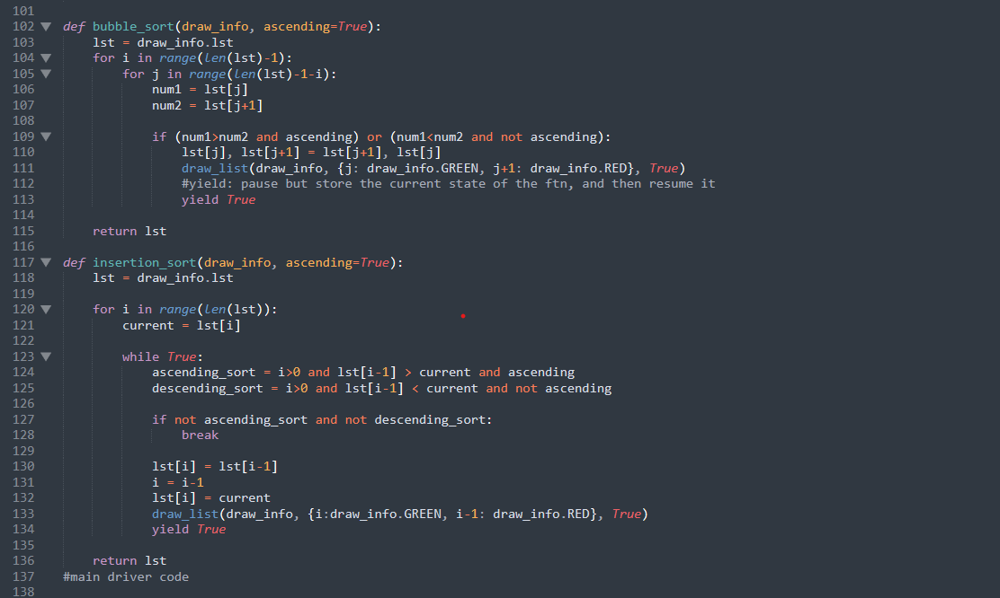 101
102 def bubble_sort(draw_info, ascending=True):
103 lst = draw_info.lst
104 for i in range(len(lst)-1):
105 for j in range(len(lst)-1-i):
106 num1 = lst[j]
107 num2 = lst[j+1]
108
109 if (num1>num2 and ascending) or (num1<num2 and not ascending):
110 lst[j], lst[j+1] = lst[j+1], lst[j]
111 draw_list(draw_info, {j: draw_info.GREEN, j+1: draw_info.RED}, True)
112 #yield: pause but store the current state of the ftn, and then resume it
113 yield True
114
115 return lst
116
117 def insertion_sort(draw_info, ascending=True):
118 lst = draw_info.lst
119
120 for i in range(len(lst)):
121 current = lst[i]
122
123 while True:
124 ascending_sort = i>0 and lst[i-1] > current and ascending
125 descending_sort = i>0 and lst[i-1] < current and not ascending
126
127 if not ascending_sort and not descending_sort:
128 break
129
130 lst[i] = lst[i-1]
131 i = i-1
132 lst[i] = current
133 draw_list(draw_info, {i:draw_info.GREEN, i-1: draw_info.RED}, True)
134 yield True
135
136 return lst
137 #main driver code
138